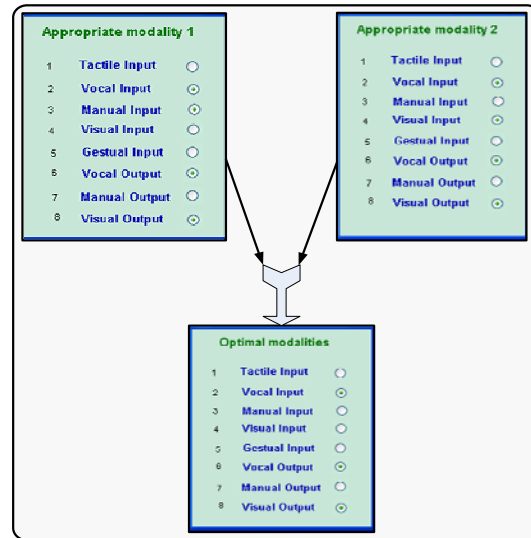 Appropriate modality 1
1 Tactile Input
2 Vocal Input
3 Manual Input
4 Visual Input
5 Gestual Input
6 Vocal Output
7 Manual Output
8 Visual Output
Appropriate modality 2
1 Tactile Input
2 Vocal Input
3 Manual Input
4 Visual Input
5 Gestual Input
6 Vocal Output
7 Manual Output
8 Visual Output
Optimal modalities
1 Tactile Input
2 Vocal Input
3 Manual Input
4 Visual Input
5 Gestual Input
6 Vocal Output
7 Manual Output
8 Visual Output